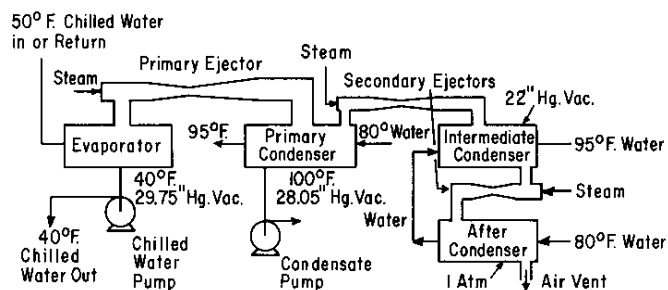 50° F. Chilled Water
in or Return
Steam
Primary Ejector
Steam
Secondary Ejectors
22" Hg. Vac.
Evaporator
95°F.
Primary
Condenser
80° Water
Intermediate
Condenser
95°F. Water
40°F.
29.75" Hg. Vac.
100°F.
28.05" Hg. Vac.
Steam
Water
40°F.
Chilled
Water Out
Chilled
Water
Pump
Condensate
Pump
After
Condenser
80°F. Water
1 Atm
Air Vent